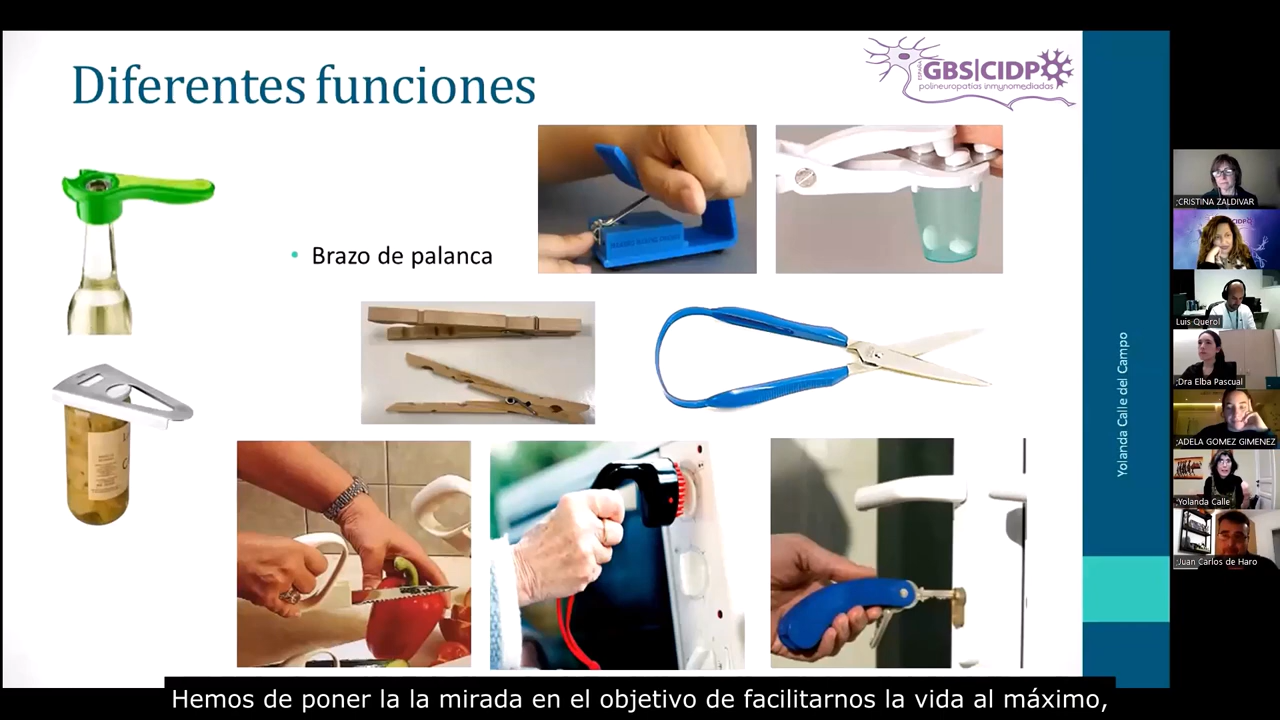 Diferentes funciones
ESPAÑA
GBS|CIDP
polineuropatías inmunomediadas
• Brazo de palanca
Yolanda Calle del Campo
CRISTINA ZALDIVAR
CIDP
Luis Querol
Dra Elba Pascual
ADELA GOMEZ GIMENEZ
Yolanda Calle
Juan Carlos de Haro
Hemos de poner la la mirada en el objetivo de facilitarnos la vida al máximo,